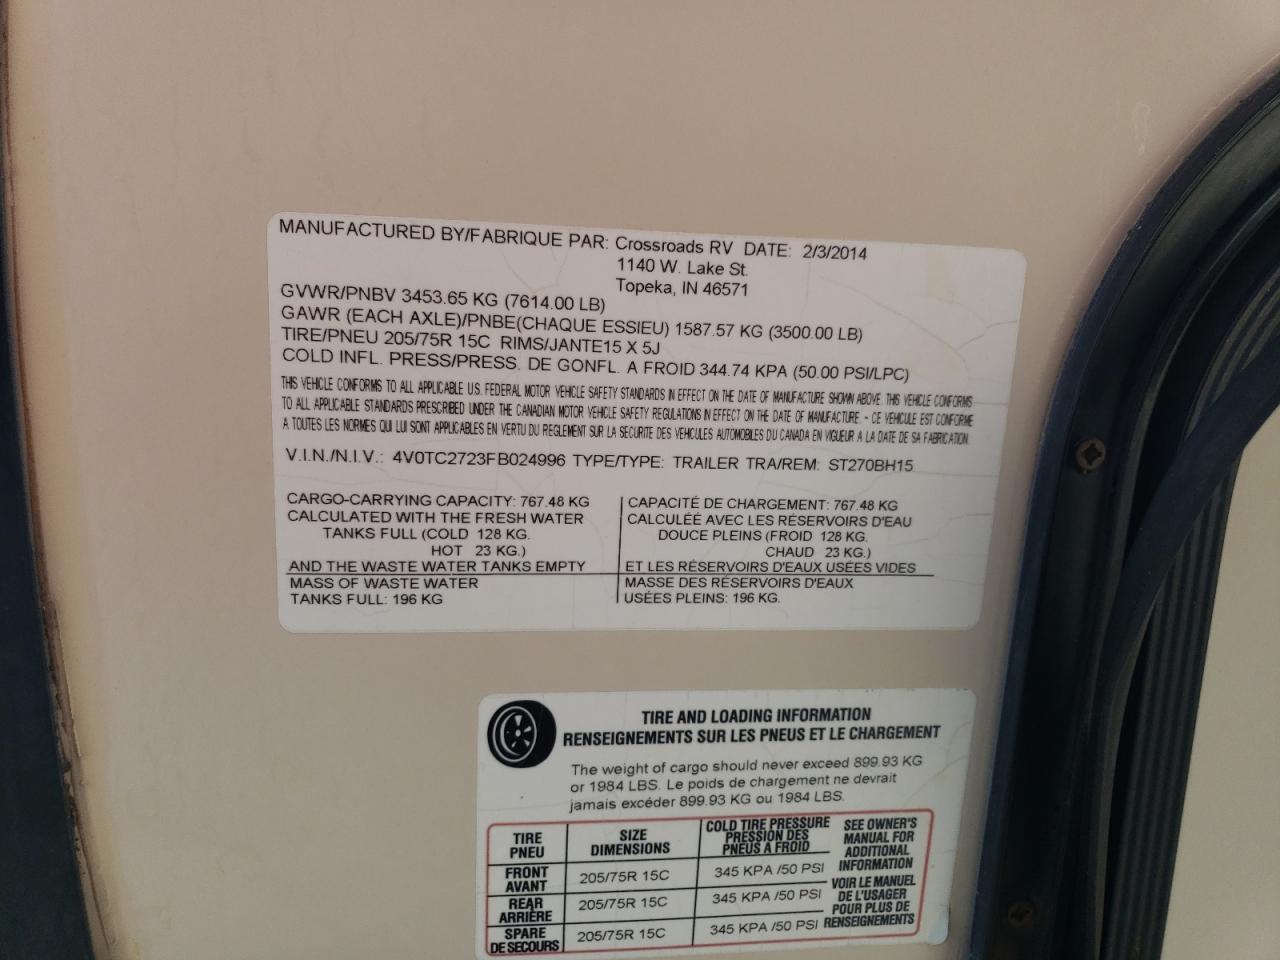 MANUFACTURED BY/FABRIQUE PAR: Crossroads RV DATE: 2/3/2014
1140 W. Lake St.
Topeka, IN 46571
GVWR/PNBV 3453.65 KG (7614.00 LB)
GAWR (EACH AXLE)/PNBE(CHAQUE ESSIEU) 1587.57 KG (3500.00 LB)
TIRE/PNEU 205/75R 15C RIMS/JANTE15 X 5J
COLD INFL. PRESS/PRESS. DE GONFL. A FROID 344.74 KPA (50.00 PSI/LPC)
THIS VEHICLE CONFORMS TO ALL APPLICABLE U.S. FEDERAL MOTOR VEHICLE SAFETY STANDARDS IN EFFECT ON THE DATE OF MANUFACTURE SHOWN ABOVE. THIS VEHICLE CONFORMS
TO ALL APPLICABLE STANDARDS PRESCRIBED UNDER THE CANADIAN MOTOR VEHICLE SAFETY REGULATIONS IN EFFECT ON THE DATE OF MANUFACTURE. - CE VEHICULE EST CONFORME
A TOUTES LES NORMES QUI LUI SONT APPLICABLES EN VERTU DU REGLEMENT SUR LA SECURITE DES VEHICULES AUTOMOBILES DU CANADA EN VIGUEUR A LA DATE DE SA FABRICATION.
V.I.N./N.I.V.: 4V0TC2723FB024996 TYPE/TYPE: TRAILER TRA/REM: ST270BH15
CARGO-CARRYING CAPACITY: 767.48 KG
CALCULATED WITH THE FRESH WATER
TANKS FULL (COLD 128 KG.
HOT 23 KG.)
AND THE WASTE WATER TANKS EMPTY
MASS OF WASTE WATER
TANKS FULL: 196 KG
CAPACITÉ DE CHARGEMENT: 767.48 KG
CALCULÉE AVEC LES RÉSERVOIRS D'EAU
DOUCE PLEINS (FROID 128 KG.
CHAUD 23 KG.)
ET LES RÉSERVOIRS D'EAUX USÉES VIDES
MASSE DES RÉSERVOIRS D'EAUX
USÉES PLEINS: 196 KG.
TIRE AND LOADING INFORMATION
RENSEIGNEMENTS SUR LES PNEUS ET LE CHARGEMENT
The weight of cargo should never exceed 899.93 KG
or 1984 LBS. Le poids de chargement ne devrait
jamais excéder 899.93 KG ou 1984 LBS.
TIRE
PNEU
SIZE
DIMENSIONS
COLD TIRE PRESSURE
PRESSION DES
PNEUS A FROID
FRONT
AVANT
205/75R 15C
345 KPA /50 PSI
REAR
ARRIÈRE
205/75R 15C
345 KPA /50 PSI
SPARE
DE SECOURS
205/75R 15C
345 KPA /50 PSI
SEE OWNER'S
MANUAL FOR
ADDITIONAL
INFORMATION
VOIR LE MANUEL
DE L'USAGER
POUR PLUS DE
RENSEIGNEMENTS